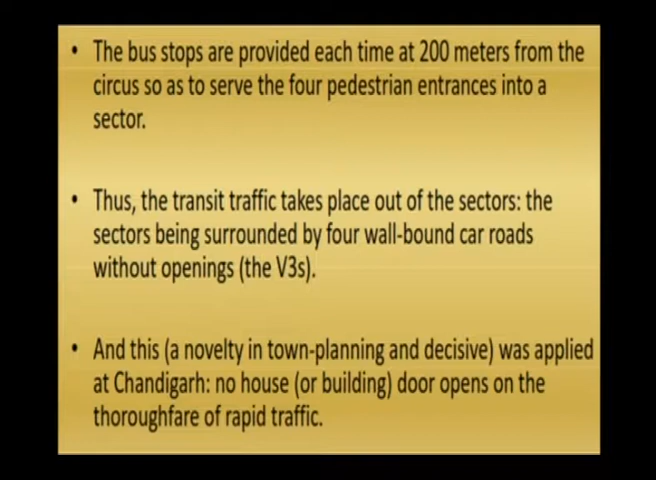 • The bus stops are provided each time at 200 meters from the
circus so as to serve the four pedestrian entrances into a
sector.
• Thus, the transit traffic takes place out of the sectors: the
sectors being surrounded by four wall-bound car roads
without openings (the V3s).
• And this (a novelty in town-planning and decisive) was applied
at Chandigarh: no house (or building) door opens on the
thoroughfare of rapid traffic.